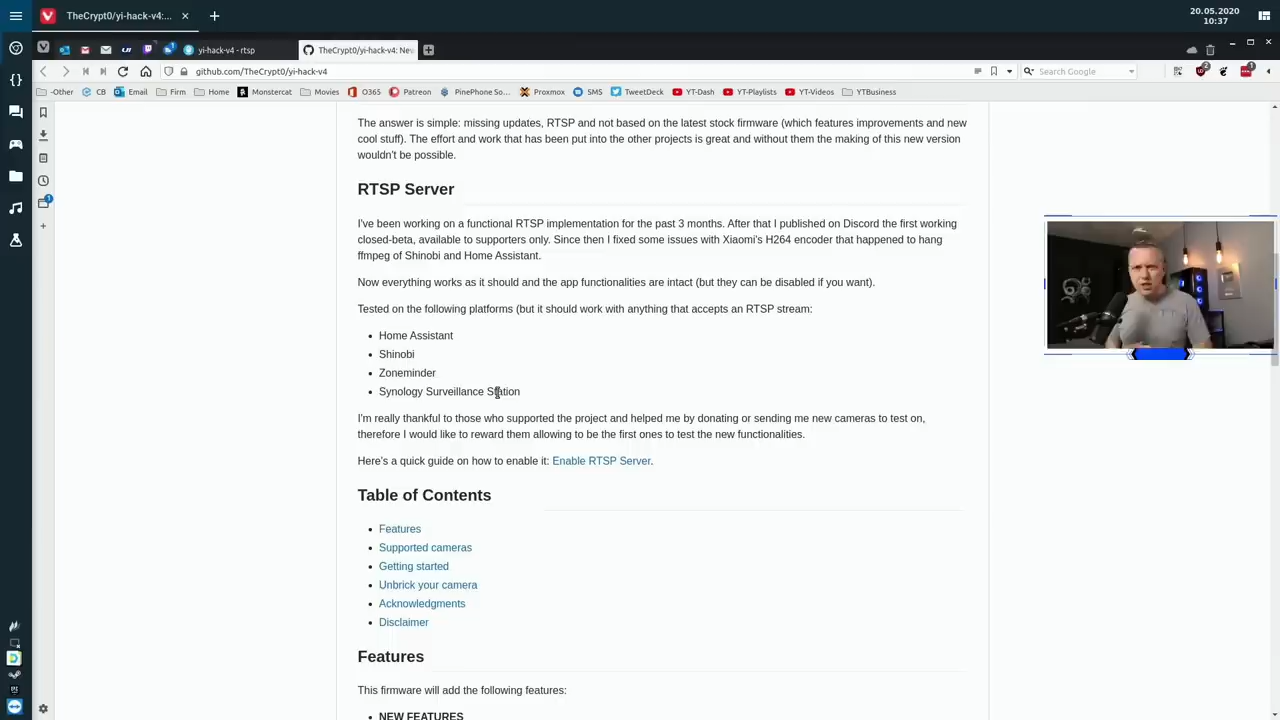 TheCrypt0/yi-hack-v4:...
20.05.2020
10:37
yi-hack-v4 - rtsp
TheCrypt0/yi-hack-v4: Nev
github.com/TheCrypt0/yi-hack-v4
Search Google
-Other
CB
Email
Firm
Home
Monstercat
Movies
O365
Patreon
PinePhone So...
Proxmox
SMS
TweetDeck
YT-Dash
YT-Playlists
YT-Videos
YTBusiness
The answer is simple: missing updates, RTSP and not based on the latest stock firmware (which features improvements and new
cool stuff). The effort and work that has been put into the other projects is great and without them the making of this new version
wouldn't be possible.
RTSP Server
I've been working on a functional RTSP implementation for the past 3 months. After that I published on Discord the first working
closed-beta, available to supporters only. Since then I fixed some issues with Xiaomi's H264 encoder that happened to hang
ffmpeg of Shinobi and Home Assistant.
Now everything works as it should and the app functionalities are intact (but they can be disabled if you want).
Tested on the following platforms (but it should work with anything that accepts an RTSP stream:
Home Assistant
Shinobi
Zoneminder
Synology Surveillance Station
I'm really thankful to those who supported the project and helped me by donating or sending me new cameras to test on,
therefore I would like to reward them allowing to be the first ones to test the new functionalities.
Here's a quick guide on how to enable it: Enable RTSP Server.
Table of Contents
Features
Supported cameras
Getting started
Unbrick your camera
Acknowledgments
Disclaimer
Features
This firmware will add the following features:
NEW FEATURES